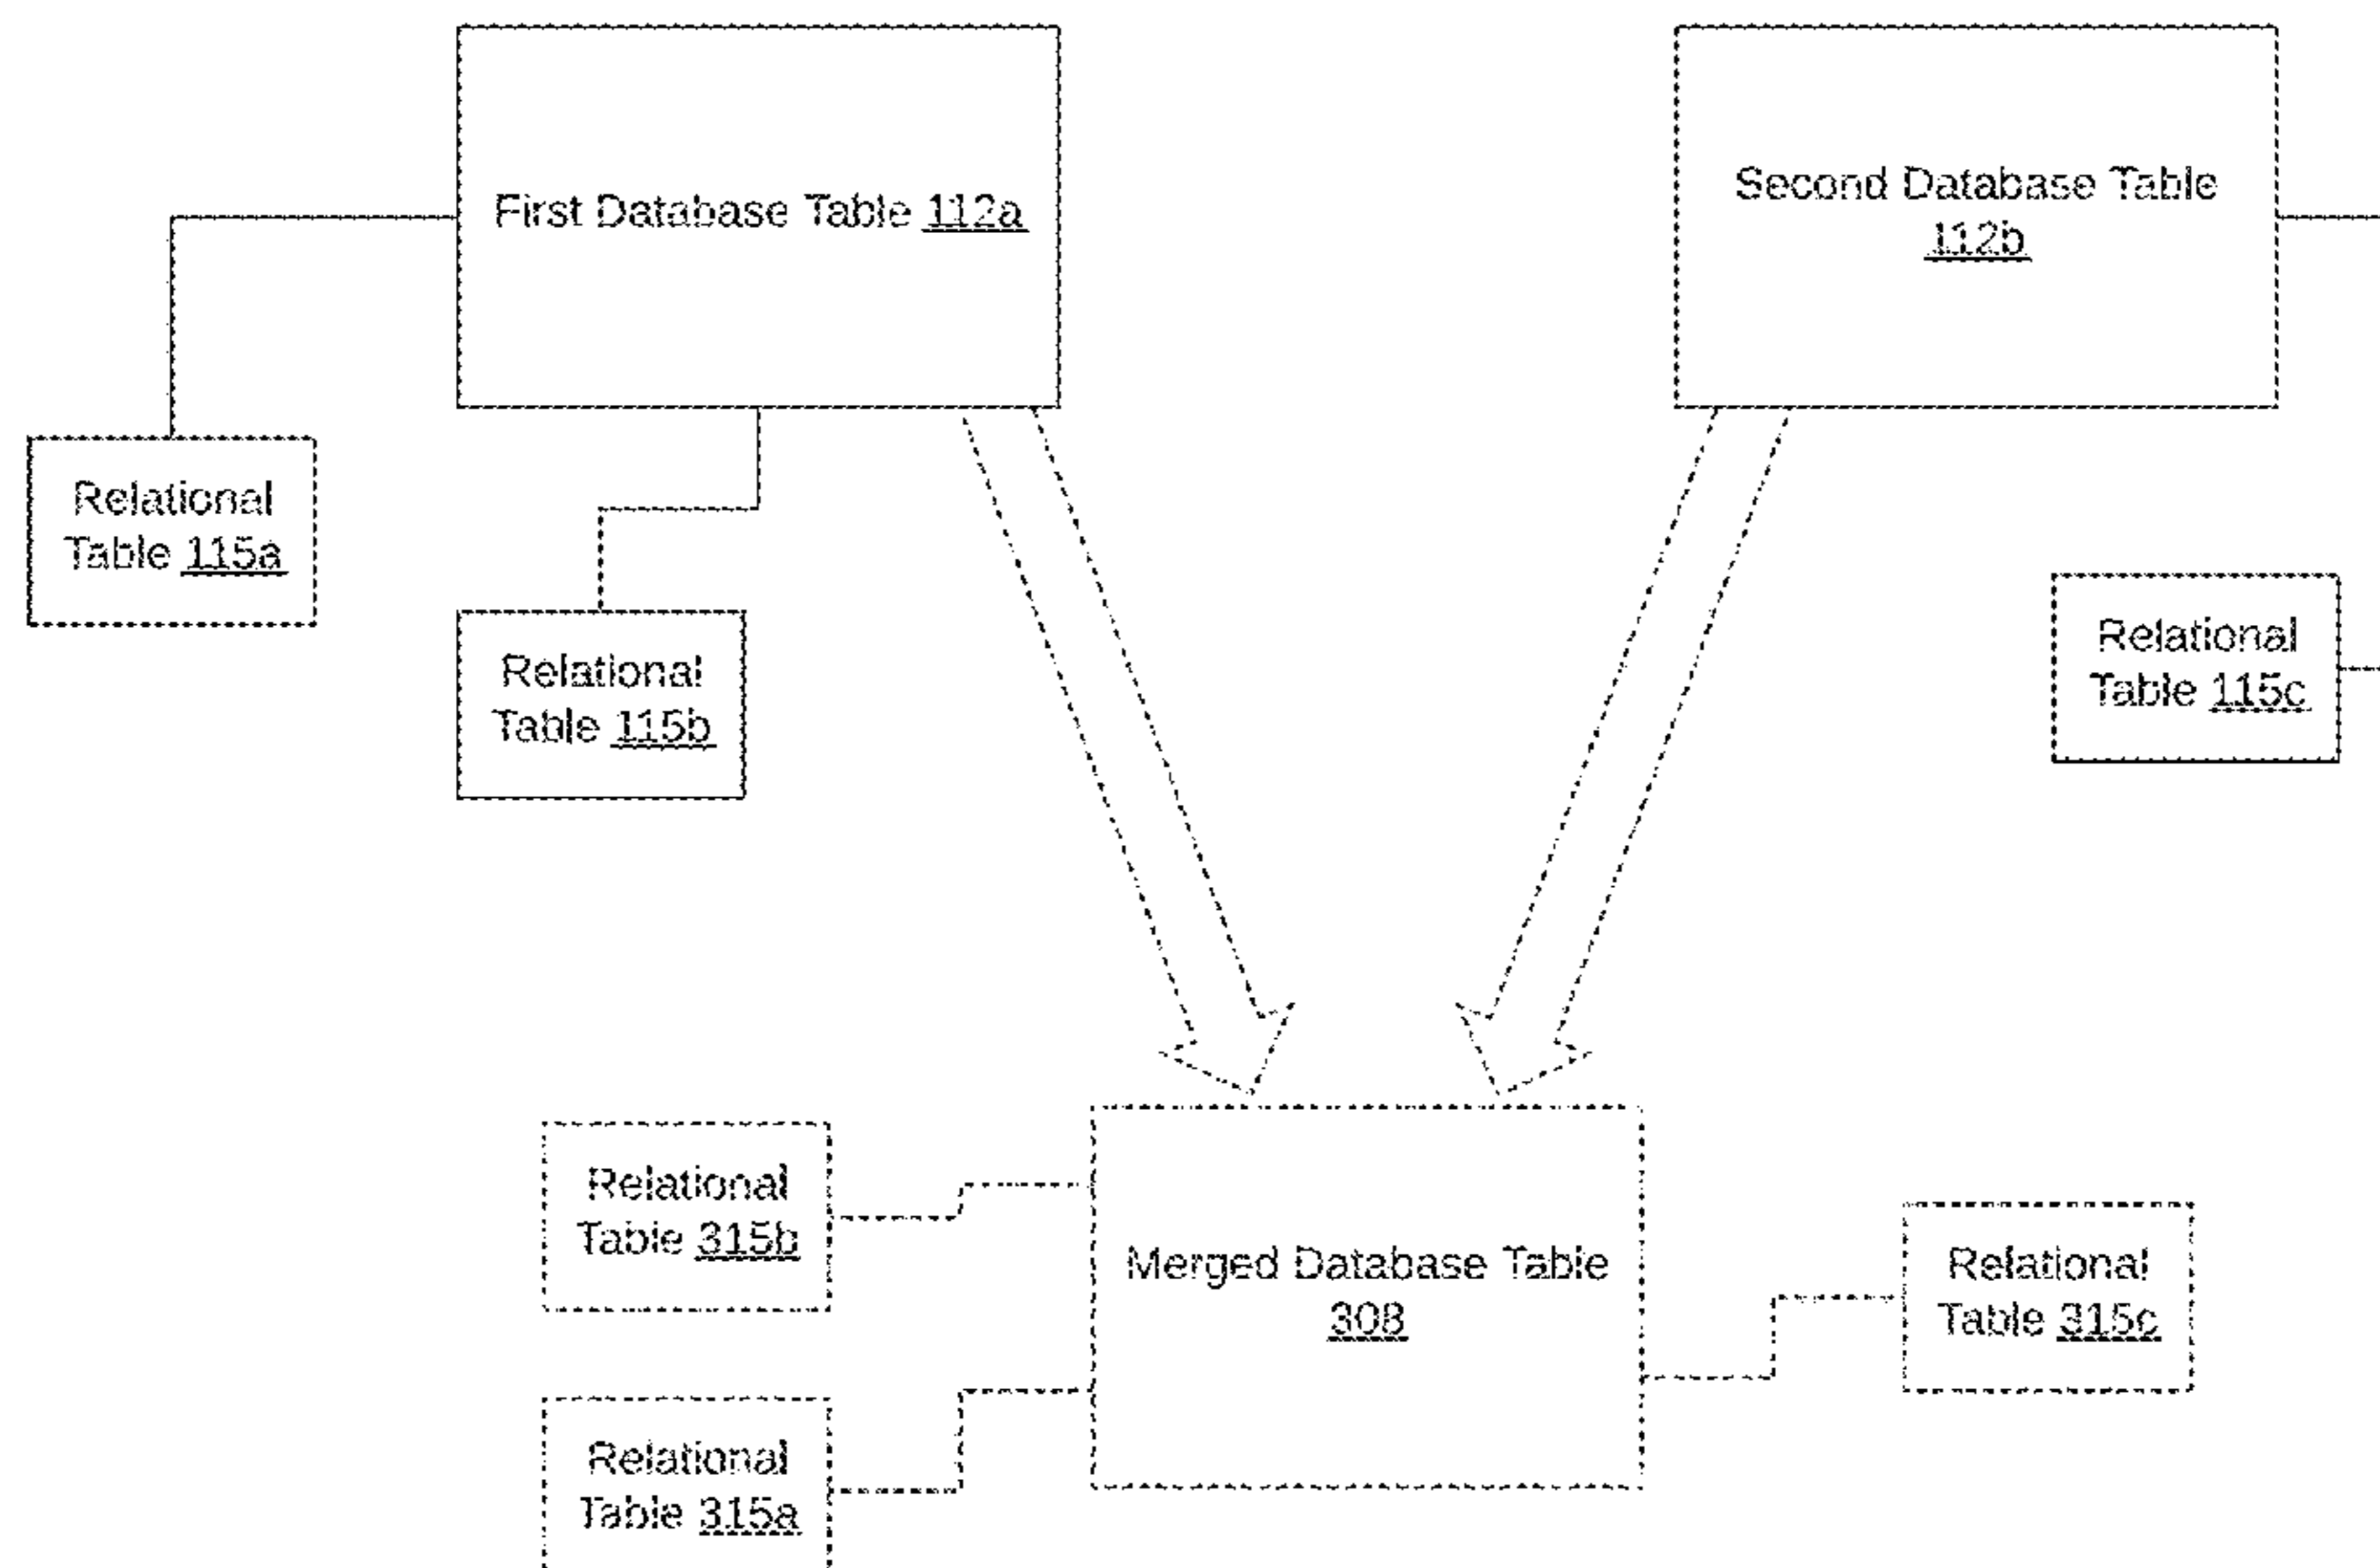 First Database Table 112a
Second Database Table
112b
Relational
Table 115a
Relational
Table 115b
Relational
Table 115c
Relational
Table 315b
Merged Database Table
308
Relational
Table 315c
Relational
Table 315a